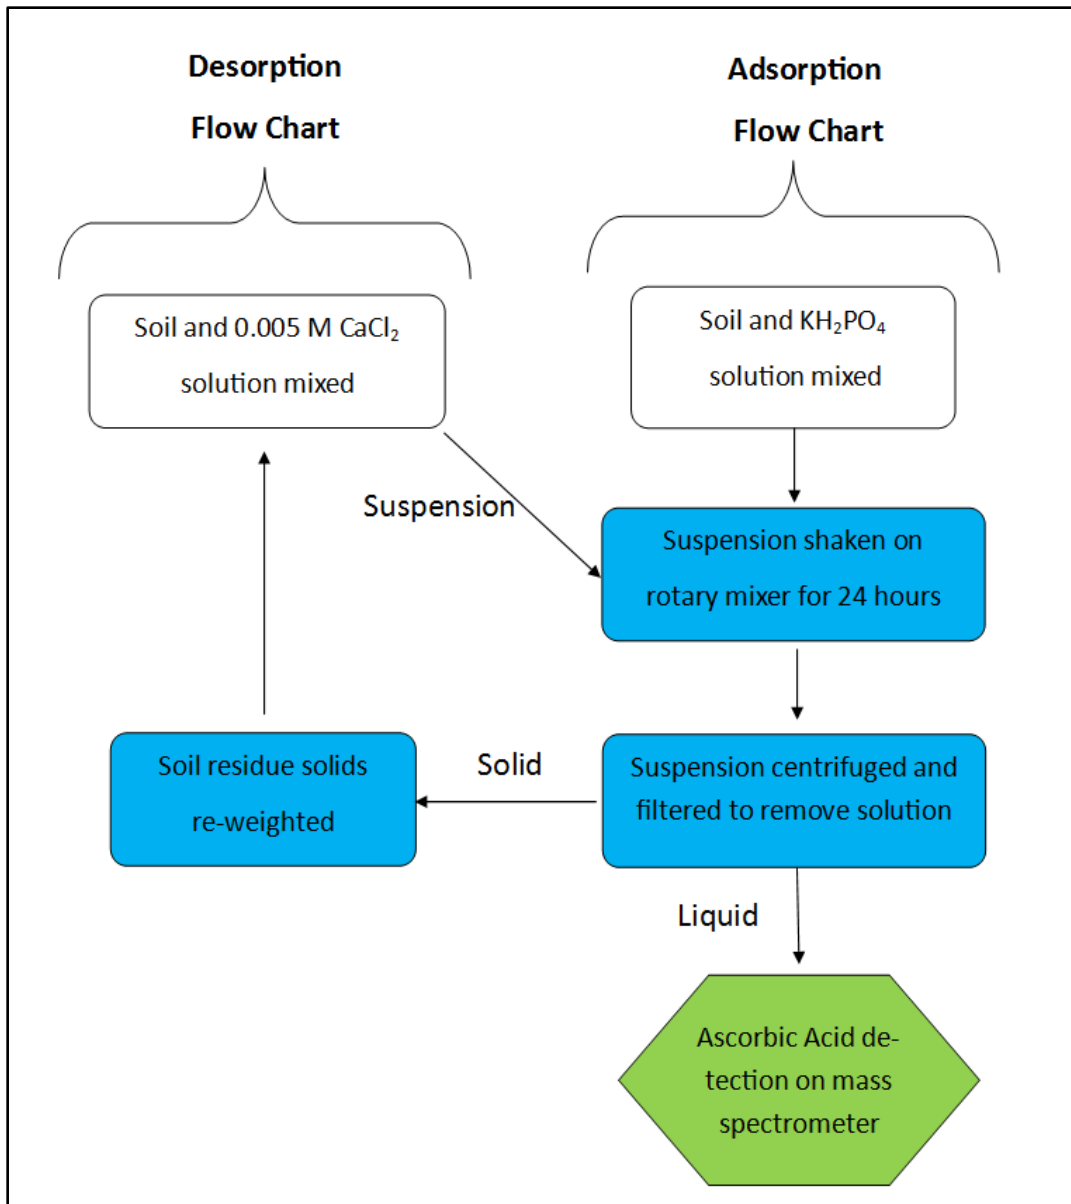 Desorption
Flow Chart
Adsorption
Flow Chart
Soil and 0.005 M CaCl₂
solution mixed
Soil and KH₂PO₄
solution mixed
Suspension
Suspension shaken on
rotary mixer for 24 hours
Soil residue solids
re-weighted
Solid
Suspension centrifuged and
filtered to remove solution
Liquid
Ascorbic Acid de-
tection on mass
spectrometer